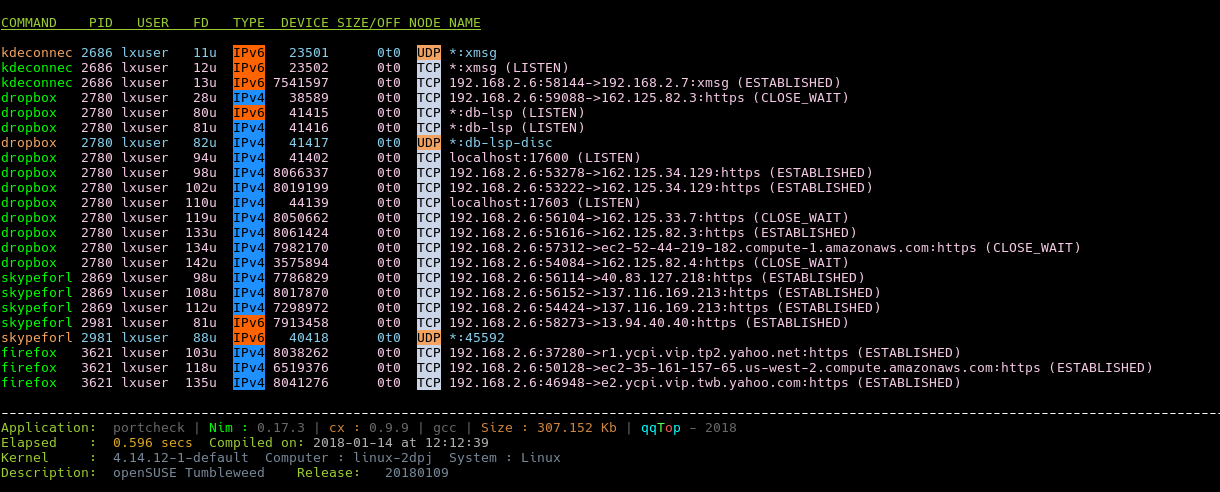 COMMAND PID USER FD TYPE DEVICE SIZE/OFF NODE NAME
kdeconnec 2686 lxuser 11u IPv6 23501 0t0 UDP *:xmsg
kdeconnec 2686 lxuser 12u IPv6 23502 0t0 TCP *:xmsg (LISTEN)
kdeconnec 2686 lxuser 13u IPv6 7541597 0t0 TCP 192.168.2.6:58144->192.168.2.7:xmsg (ESTABLISHED)
dropbox 2780 lxuser 28u IPv4 38589 0t0 TCP 192.168.2.6:59088->162.125.82.3:https (CLOSE_WAIT)
dropbox 2780 lxuser 80u IPv6 41415 0t0 TCP *:db-lsp (LISTEN)
dropbox 2780 lxuser 81u IPv4 41416 0t0 TCP *:db-lsp (LISTEN)
dropbox 2780 lxuser 82u IPv4 41417 0t0 UDP *:db-lsp-disc
dropbox 2780 lxuser 94u IPv4 41402 0t0 TCP localhost:17600 (LISTEN)
dropbox 2780 lxuser 98u IPv4 8066337 0t0 TCP 192.168.2.6:53278->162.125.34.129:https (ESTABLISHED)
dropbox 2780 lxuser 102u IPv4 8019199 0t0 TCP 192.168.2.6:53222->162.125.34.129:https (ESTABLISHED)
dropbox 2780 lxuser 110u IPv4 44139 0t0 TCP localhost:17603 (LISTEN)
dropbox 2780 lxuser 119u IPv4 8050662 0t0 TCP 192.168.2.6:56104->162.125.33.7:https (CLOSE_WAIT)
dropbox 2780 lxuser 133u IPv4 8061424 0t0 TCP 192.168.2.6:51616->162.125.82.3:https (ESTABLISHED)
dropbox 2780 lxuser 134u IPv4 7982170 0t0 TCP 192.168.2.6:57312->ec2-52-44-219-182.compute-1.amazonaws.com:https (CLOSE_WAIT)
dropbox 2780 lxuser 142u IPv4 3575894 0t0 TCP 192.168.2.6:54084->162.125.82.4:https (CLOSE_WAIT)
skypeforl 2869 lxuser 98u IPv4 7786829 0t0 TCP 192.168.2.6:56114->40.83.127.218:https (ESTABLISHED)
skypeforl 2869 lxuser 108u IPv4 8017870 0t0 TCP 192.168.2.6:56152->137.116.169.213:https (ESTABLISHED)
skypeforl 2869 lxuser 112u IPv4 7298972 0t0 TCP 192.168.2.6:54424->137.116.169.213:https (ESTABLISHED)
skypeforl 2981 lxuser 81u IPv6 7913458 0t0 TCP 192.168.2.6:58273->13.94.40.40:https (ESTABLISHED)
skypeforl 2981 lxuser 88u IPv6 40418 0t0 UDP *:45592
firefox 3621 lxuser 103u IPv4 8038262 0t0 TCP 192.168.2.6:37280->r1.ycpi.vip.tp2.yahoo.net:https (ESTABLISHED)
firefox 3621 lxuser 118u IPv4 6519376 0t0 TCP 192.168.2.6:50128->ec2-35-161-157-65.us-west-2.compute.amazonaws.com:https (ESTABLISHED)
firefox 3621 lxuser 135u IPv4 8041276 0t0 TCP 192.168.2.6:46948->e2.ycpi.vip.twb.yahoo.com:https (ESTABLISHED)
Application: portcheck | Nim : 0.17.3 | cx : 0.9.9 | gcc | Size : 307.152 Kb | qqTop - 2018
Elapsed : 0.596 secs Compiled on: 2018-01-14 at 12:12:39
Kernel : 4.14.12-1-default Computer : linux-2dpj System : Linux
Description: openSUSE Tumbleweed Release: 20180109